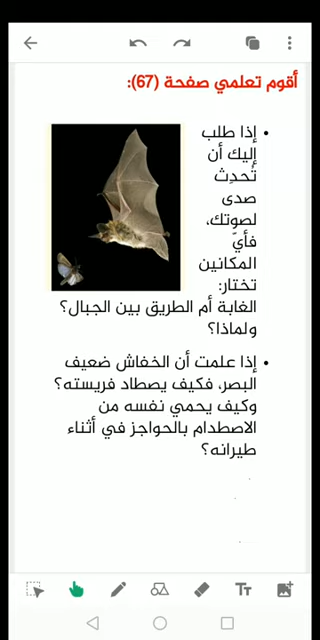 أقوم تعلمي صفحة (67):
• إذا طلب
إليك أن
تُحدِث
صدى
لصوتك،
فأيّ
المكانين
تختار:
الغابة أم الطريق بين الجبال؟
ولماذا؟
• إذا علمت أن الخفاش ضعيف
البصر، فكيف يصطاد فريسته؟
وكيف يحمي نفسه من
الاصطدام بالحواجز في أثناء
طيرانه؟
Tт